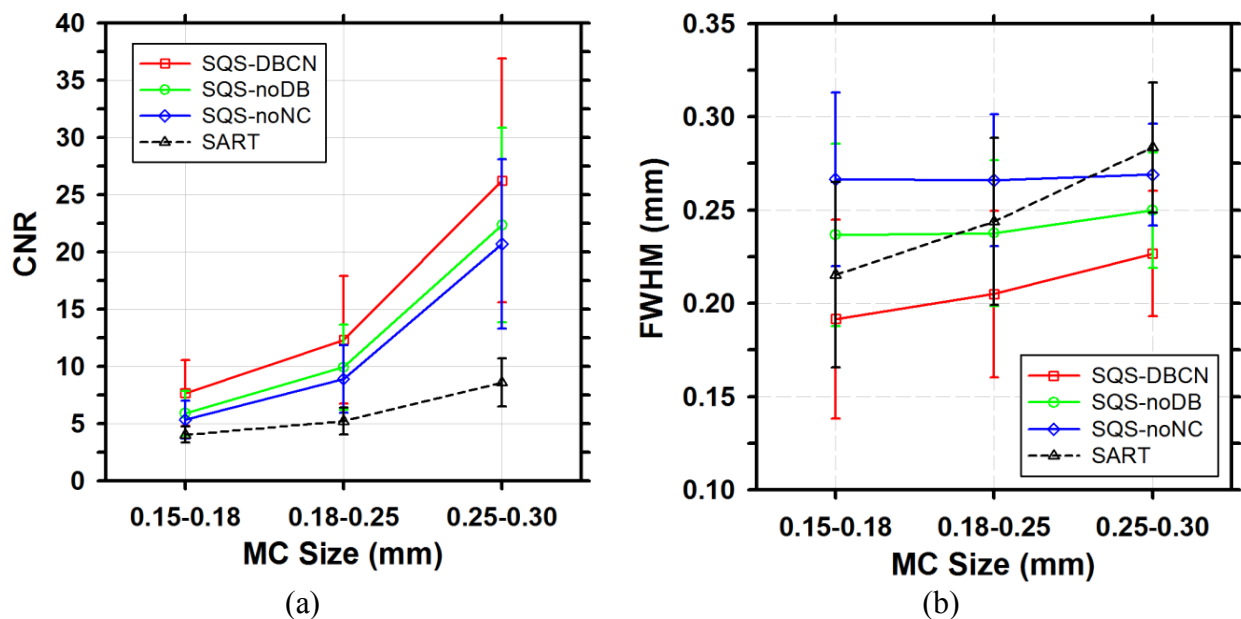 40
35
30
25
20
15
10
5
0
CNR
SQS-DBCN
SQS-noDB
SQS-noNC
SART
0.15-0.18 0.18-0.25 0.25-0.30
MC Size (mm)
(a)
0.35
0.30
0.25
0.20
0.15
0.10
FWHM (mm)
SQS-DBCN
SQS-noDB
SQS-noNC
SART
0.15-0.18 0.18-0.25 0.25-0.30
MC Size (mm)
(b)